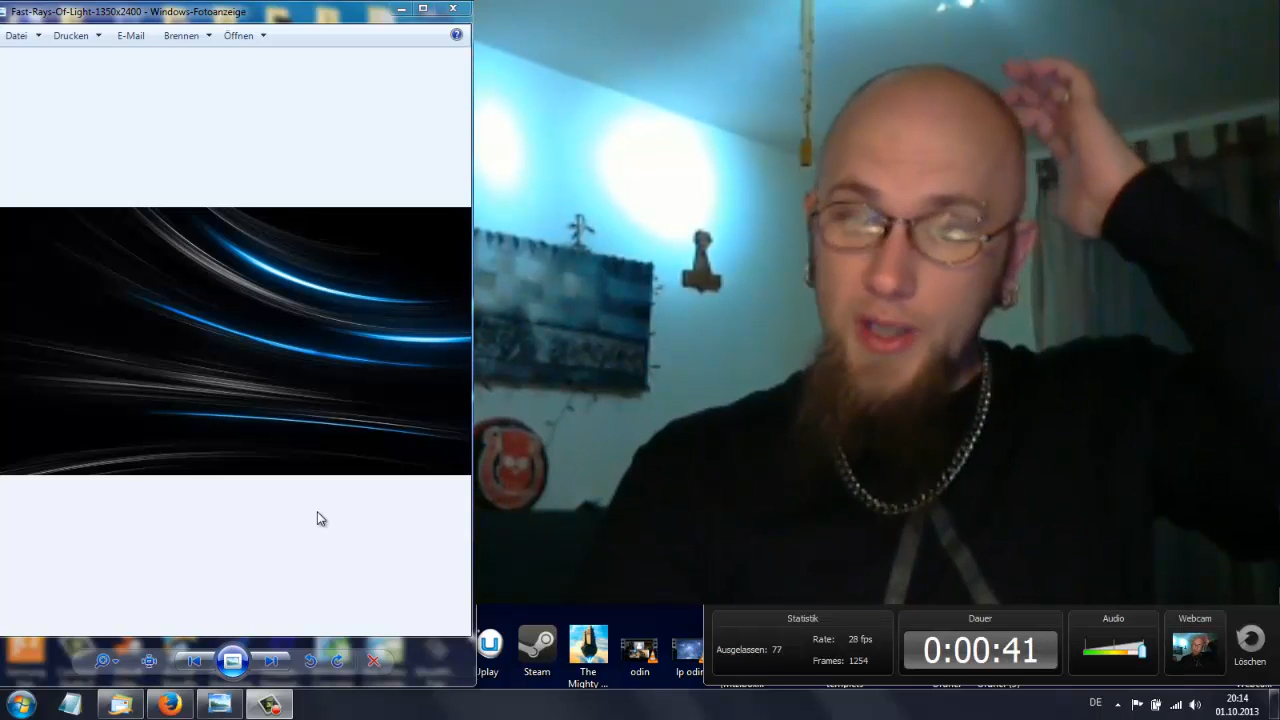 Fast-Rays-Of-Light-1350x2400 - Windows-Fotoanzeige
Datei Drucken E-Mail Brennen Öffnen
Statistik
Ausgelassen: 77
Rate: 28 fps
Frames: 1254
Dauer
0:00:41
Audio
Webcam
Löschen
Uplay
Steam
The
Mighty ...
odin
lp odin
DE
20:14
01.10.2013